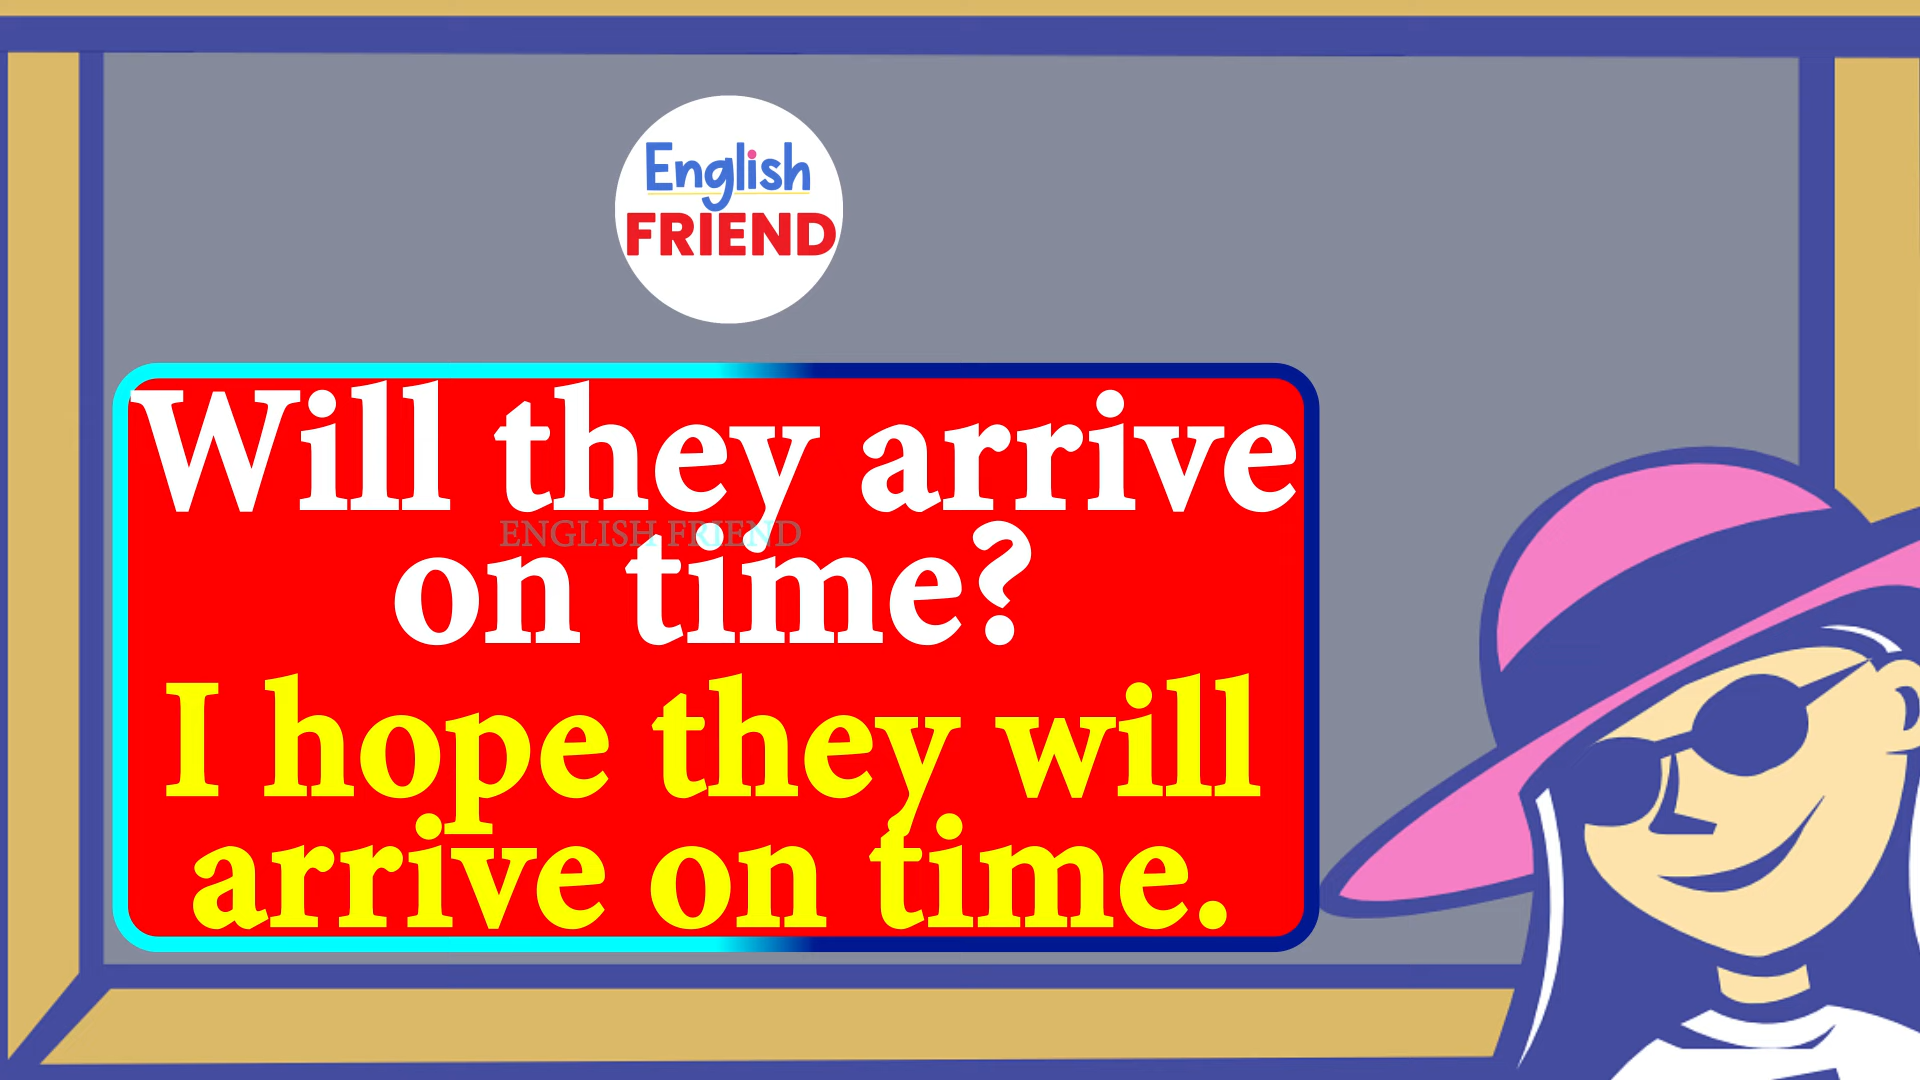 English
FRIEND
Will they arrive
ENGLISH FRIEND
on time?
I hope they will
arrive on time.